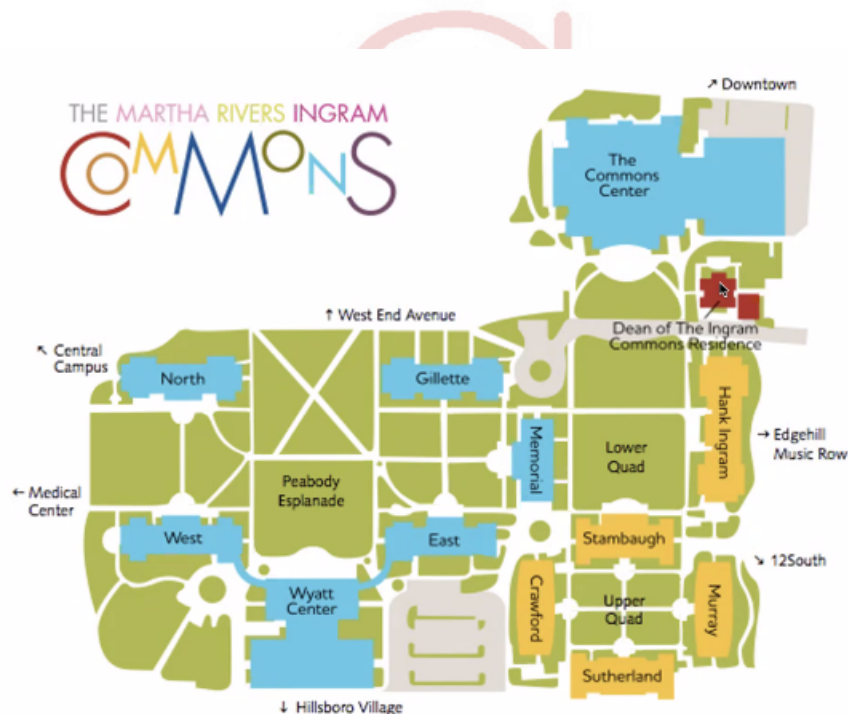 ↗ Downtown
THE MARTHA RIVERS INGRAM
COMMONS
The
Commons
Center
↑ West End Avenue
Dean of The Ingram
Commons Residence
↖ Central
Campus
North
Gillette
Hank Ingram
Memorial
Lower
Quad
→ Edgehill
Music Row
Peabody
Esplanade
← Medical
Center
West
East
Stambaugh
↘ 12South
Wyatt
Center
Crawford
Upper
Quad
Murray
Sutherland
↓ Hillsboro Village